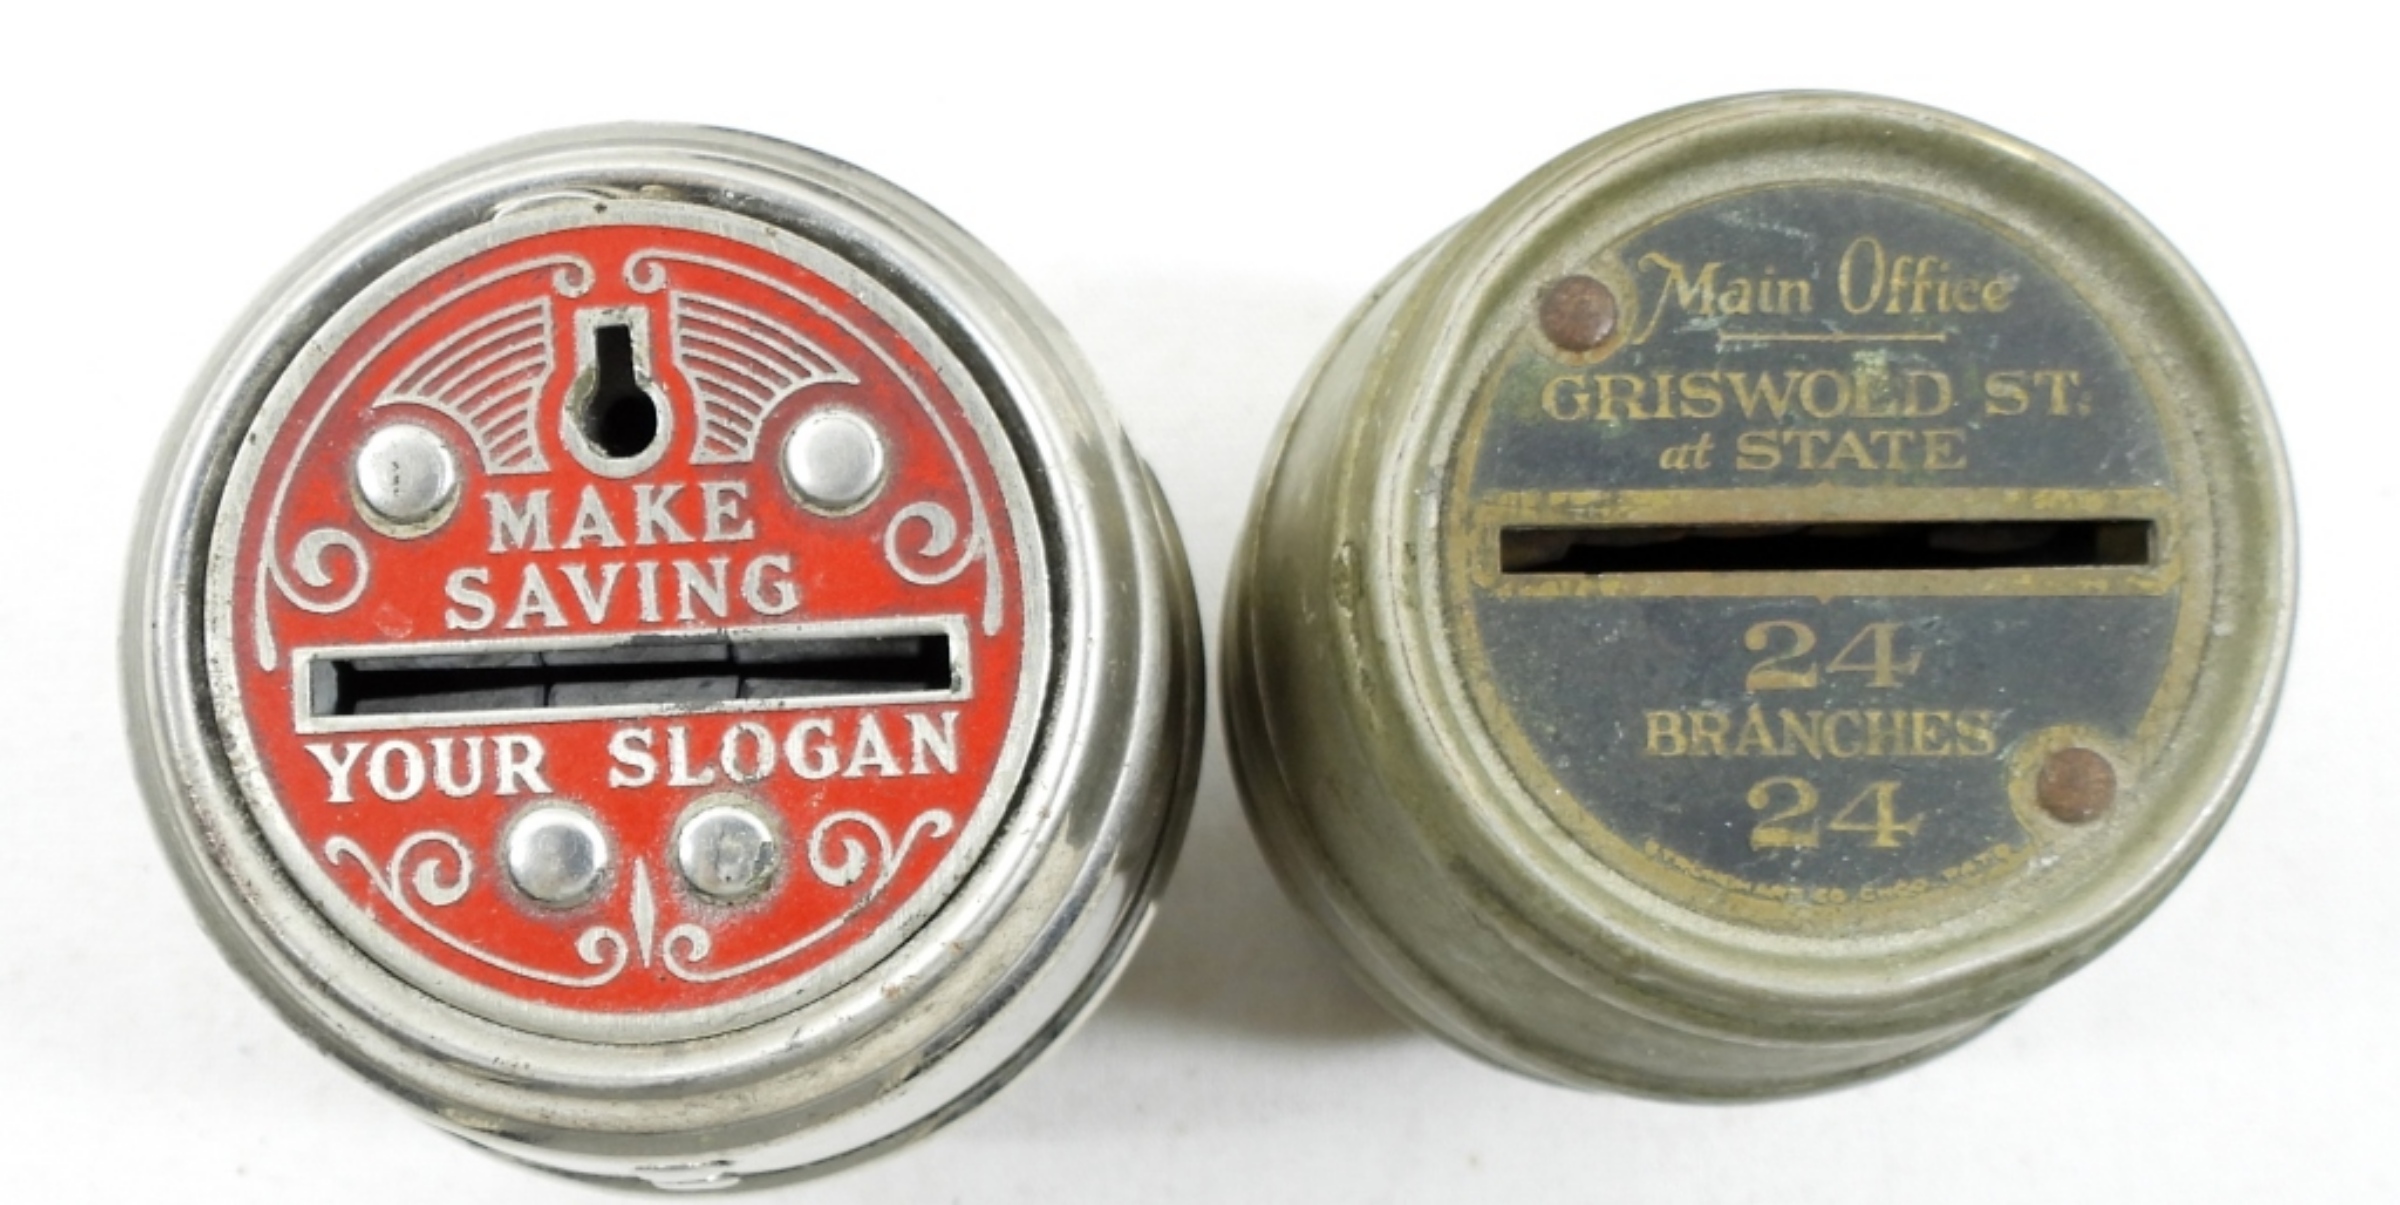 MAKE
SAVING
YOUR SLOGAN
Main Office
GRISWOLD ST.
at STATE
24
BRANCHES
24